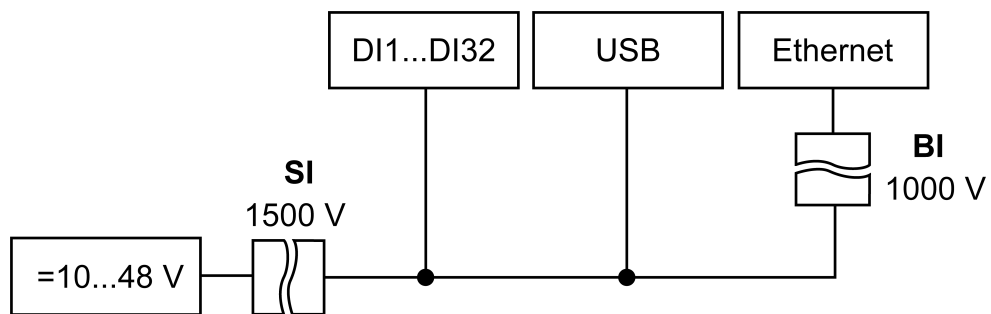 DI1...DI32
USB
Ethernet
BI
1000 V
SI
1500 V
=10...48 V